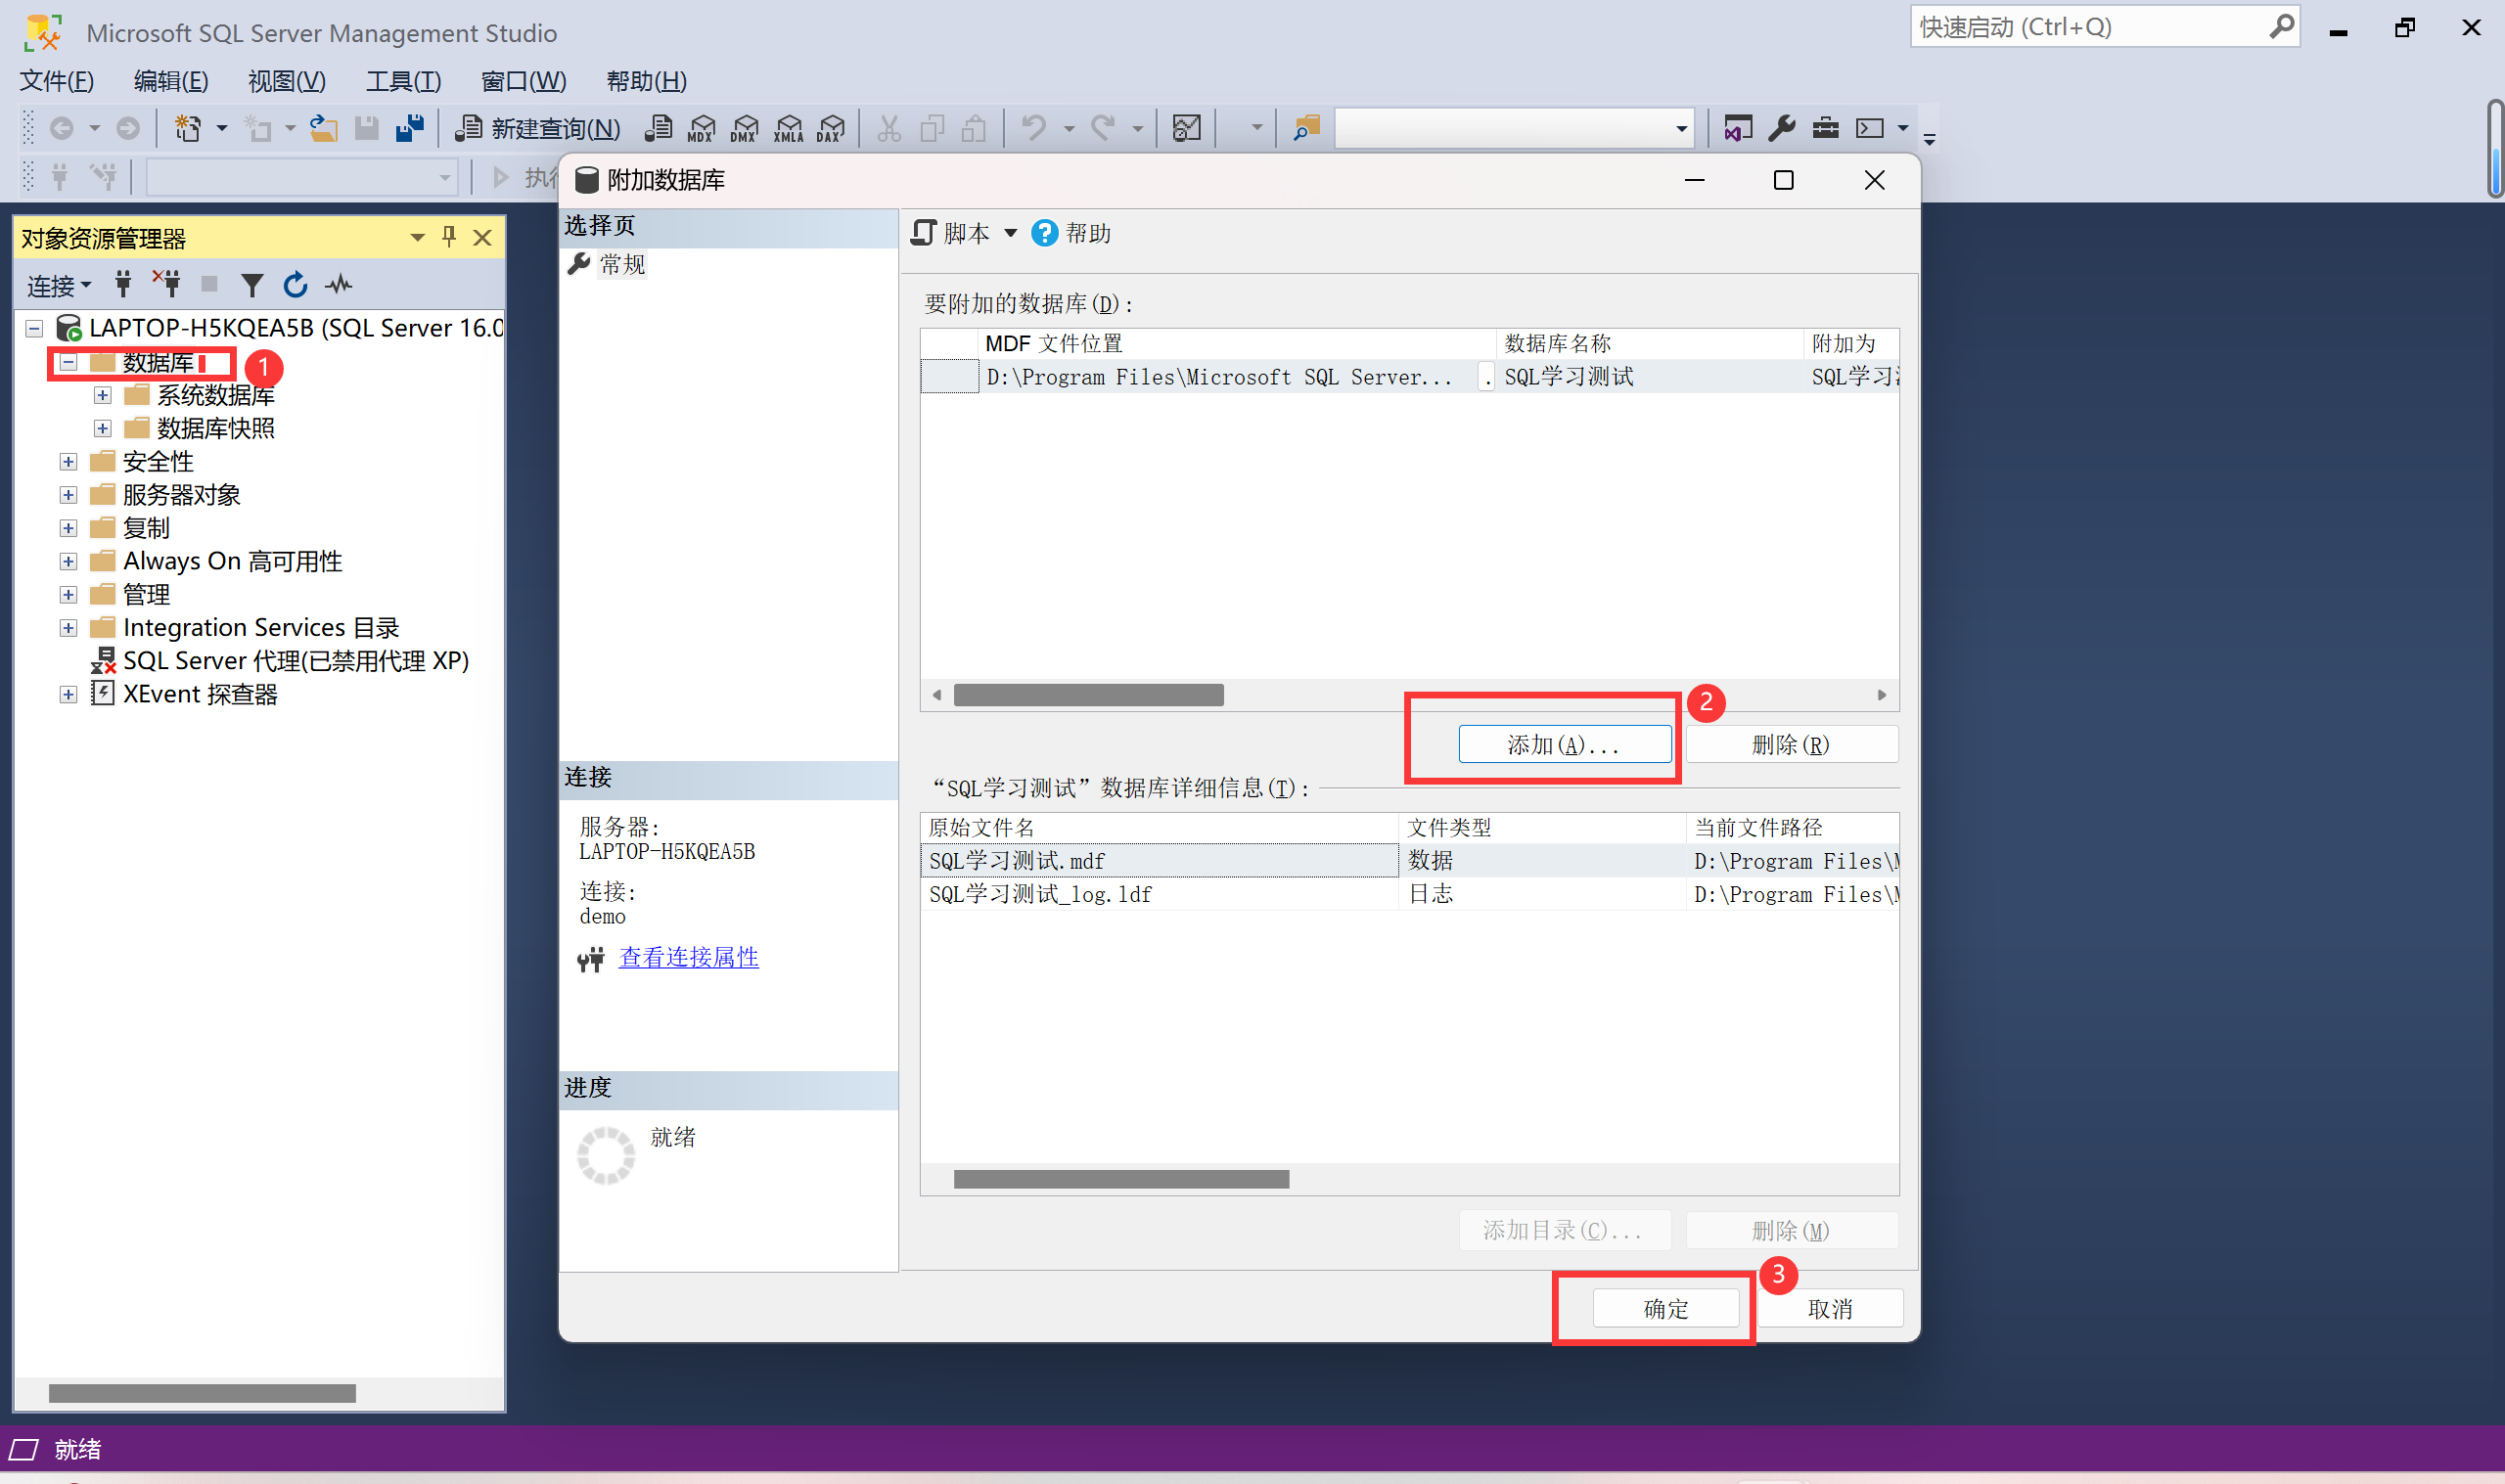 Microsoft SQL Server Management Studio
快速启动 (Ctrl+Q)
文件(F) 编辑(E) 视图(V) 工具(T) 窗口(W) 帮助(H)
新建查询(N) MDX DMX XMLA DAX
执行
对象资源管理器
连接
LAPTOP-H5KQEA5B (SQL Server 16.0
数据库
1
系统数据库
数据库快照
安全性
服务器对象
复制
Always On 高可用性
管理
Integration Services 目录
SQL Server 代理(已禁用代理 XP)
XEvent 探查器
附加数据库
选择页
常规
连接
服务器:
LAPTOP-H5KQEA5B
连接:
demo
查看连接属性
进度
就绪
脚本 帮助
要附加的数据库(D):
MDF 文件位置 数据库名称 附加为
D:\Program Files\Microsoft SQL Server... . SQL学习测试 SQL学习测
2
添加(A)... 删除(R)
“SQL学习测试”数据库详细信息(T):
原始文件名 文件类型 当前文件路径
SQL学习测试.mdf 数据 D:\Program Files\M
SQL学习测试_log.ldf 日志 D:\Program Files\M
添加目录(C)... 删除(M)
3
确定 取消
就绪